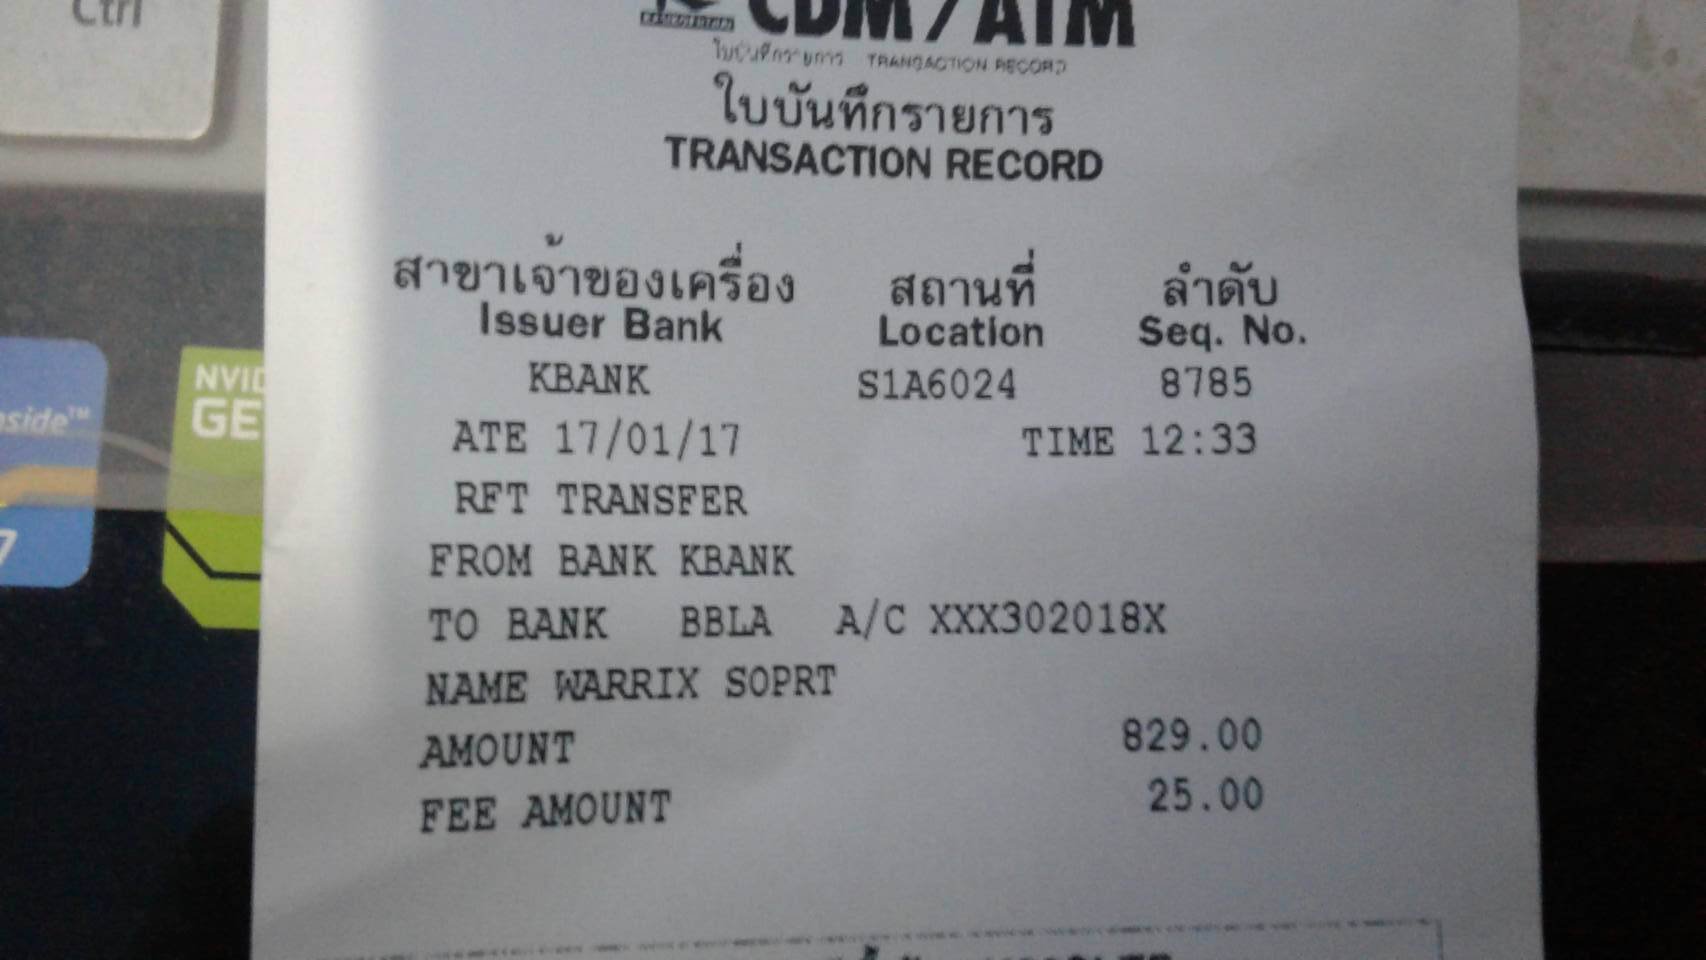 Ctrl
CDM/ATM
ใบบันทึกรายการ TRANSACTION RECORD
ใบบันทึกรายการ
TRANSACTION RECORD
สาขาเจ้าของเครื่อง สถานที่ ลำดับ
Issuer Bank Location Seq. No.
KBANK S1A6024 8785
ATE 17/01/17 TIME 12:33
RFT TRANSFER
FROM BANK KBANK
TO BANK BBLA A/C XXX302018X
NAME WARRIX SOPRT
AMOUNT 829.00
FEE AMOUNT 25.00
NVID
GE
nside™
7